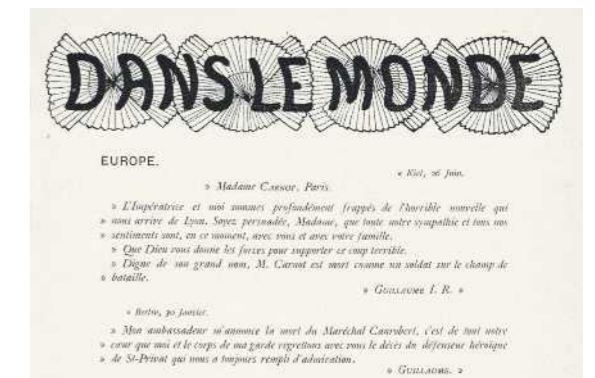 DANS LE MONDE
EUROPE.
« Kiel, 26 Juin.
» Madame CARNOT, Paris.
» L'Impératrice et moi sommes profondément frappés de l'horrible nouvelle qui
» nous arrive de Lyon. Soyez persuadée, Madame, que toute notre sympathie et tous nos
» sentiments sont, en ce moment, avec vous et avec votre famille.
» Que Dieu vous donne les forces pour supporter ce coup terrible.
» Digne de son grand nom, M. Carnot est mort comme un soldat sur le champ de
» bataille.
» GUILLAUME I. R. »
» Berlin, 30 Janvier.
» Mon ambassadeur m'annonce la mort du Maréchal Canrobert, c'est de tout notre
» cœur que moi et le corps de ma garde regrettons avec vous le décès du défenseur héroïque
» de St-Privat qui nous a toujours rempli d'admiration.
» GUILLAUME. »